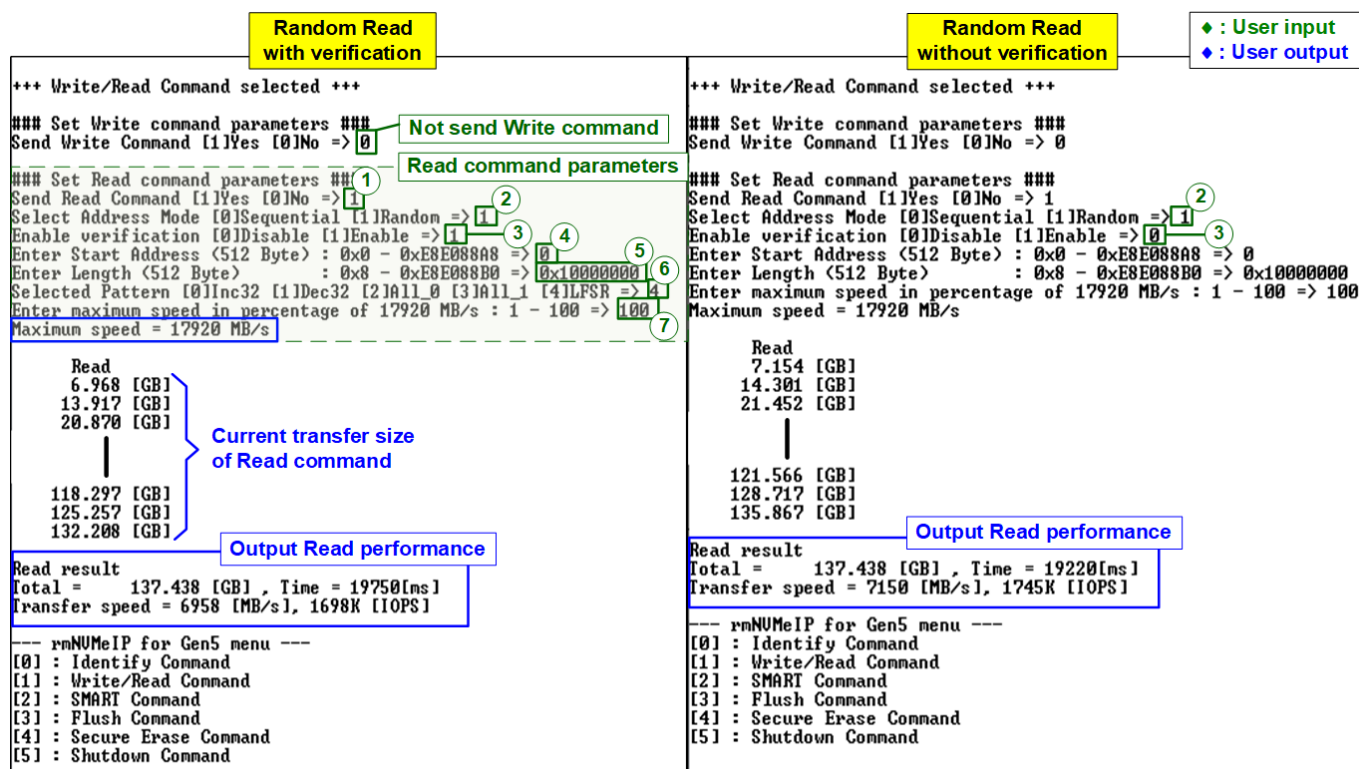 Random Read
with verification
Random Read
without verification
♦ : User input
♦ : User output
+++ Write/Read Command selected +++
### Set Write command parameters ###
Send Write Command [1]Yes [0]No => 0
Not send Write command
Read command parameters
### Set Read command parameters ###
Send Read Command [1]Yes [0]No => 1
1
Select Address Mode [0]Sequential [1]Random => 1
2
Enable verification [0]Disable [1]Enable => 1
3
Enter Start Address (512 Byte) : 0x0 - 0xE8E088A8 => 0
4
Enter Length (512 Byte) : 0x8 - 0xE8E088B0 => 0x10000000
5
Selected Pattern [0]Inc32 [1]Dec32 [2]All_0 [3]All_1 [4]LFSR => 4
6
Enter maximum speed in percentage of 17920 MB/s : 1 - 100 => 100
7
Maximum speed = 17920 MB/s
Read
6.968 [GB]
13.917 [GB]
20.870 [GB]
Current transfer size
of Read command
118.297 [GB]
125.257 [GB]
132.208 [GB]
Output Read performance
Read result
Total = 137.438 [GB] , Time = 19750[ms]
Transfer speed = 6958 [MB/s], 1698K [IOPS]
--- rmNVMeIP for Gen5 menu ---
[0] : Identify Command
[1] : Write/Read Command
[2] : SMART Command
[3] : Flush Command
[4] : Secure Erase Command
[5] : Shutdown Command
+++ Write/Read Command selected +++
### Set Write command parameters ###
Send Write Command [1]Yes [0]No => 0
### Set Read command parameters ###
Send Read Command [1]Yes [0]No => 1
Select Address Mode [0]Sequential [1]Random => 1
2
Enable verification [0]Disable [1]Enable => 0
3
Enter Start Address (512 Byte) : 0x0 - 0xE8E088A8 => 0
Enter Length (512 Byte) : 0x8 - 0xE8E088B0 => 0x10000000
Enter maximum speed in percentage of 17920 MB/s : 1 - 100 => 100
Maximum speed = 17920 MB/s
Read
7.154 [GB]
14.301 [GB]
21.452 [GB]
121.566 [GB]
128.717 [GB]
135.867 [GB]
Output Read performance
Read result
Total = 137.438 [GB] , Time = 19220[ms]
Transfer speed = 7150 [MB/s], 1745K [IOPS]
--- rmNVMeIP for Gen5 menu ---
[0] : Identify Command
[1] : Write/Read Command
[2] : SMART Command
[3] : Flush Command
[4] : Secure Erase Command
[5] : Shutdown Command